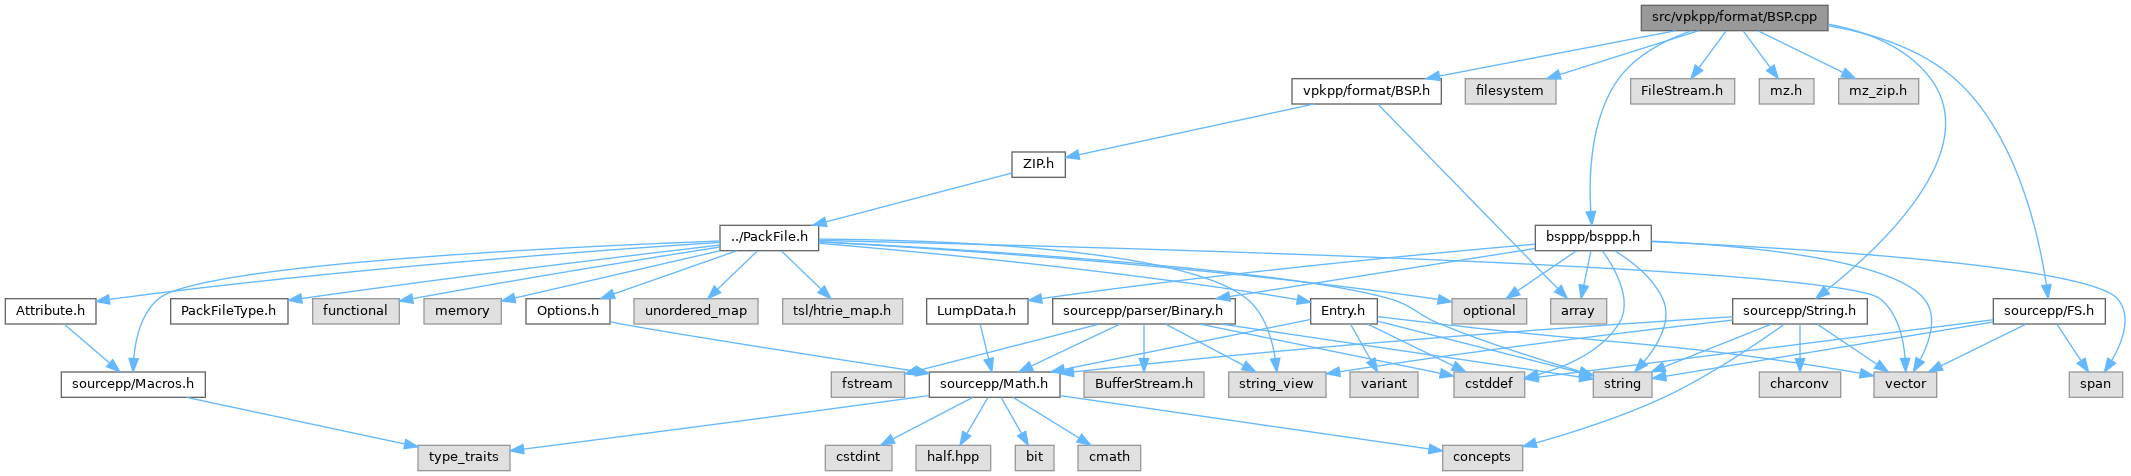 src/vpkpp/format/BSP.cpp
vpkpp/format/BSP.h
filesystem
FileStream.h
mz.h
mz_zip.h
ZIP.h
../PackFile.h
bsppp/bsppp.h
Attribute.h
PackFileType.h
functional
memory
Options.h
unordered_map
tsl/htrie_map.h
LumpData.h
sourcepp/parser/Binary.h
Entry.h
optional
array
sourcepp/String.h
sourcepp/FS.h
sourcepp/Macros.h
fstream
sourcepp/Math.h
BufferStream.h
string_view
variant
cstddef
string
charconv
vector
span
type_traits
cstdint
half.hpp
bit
cmath
concepts